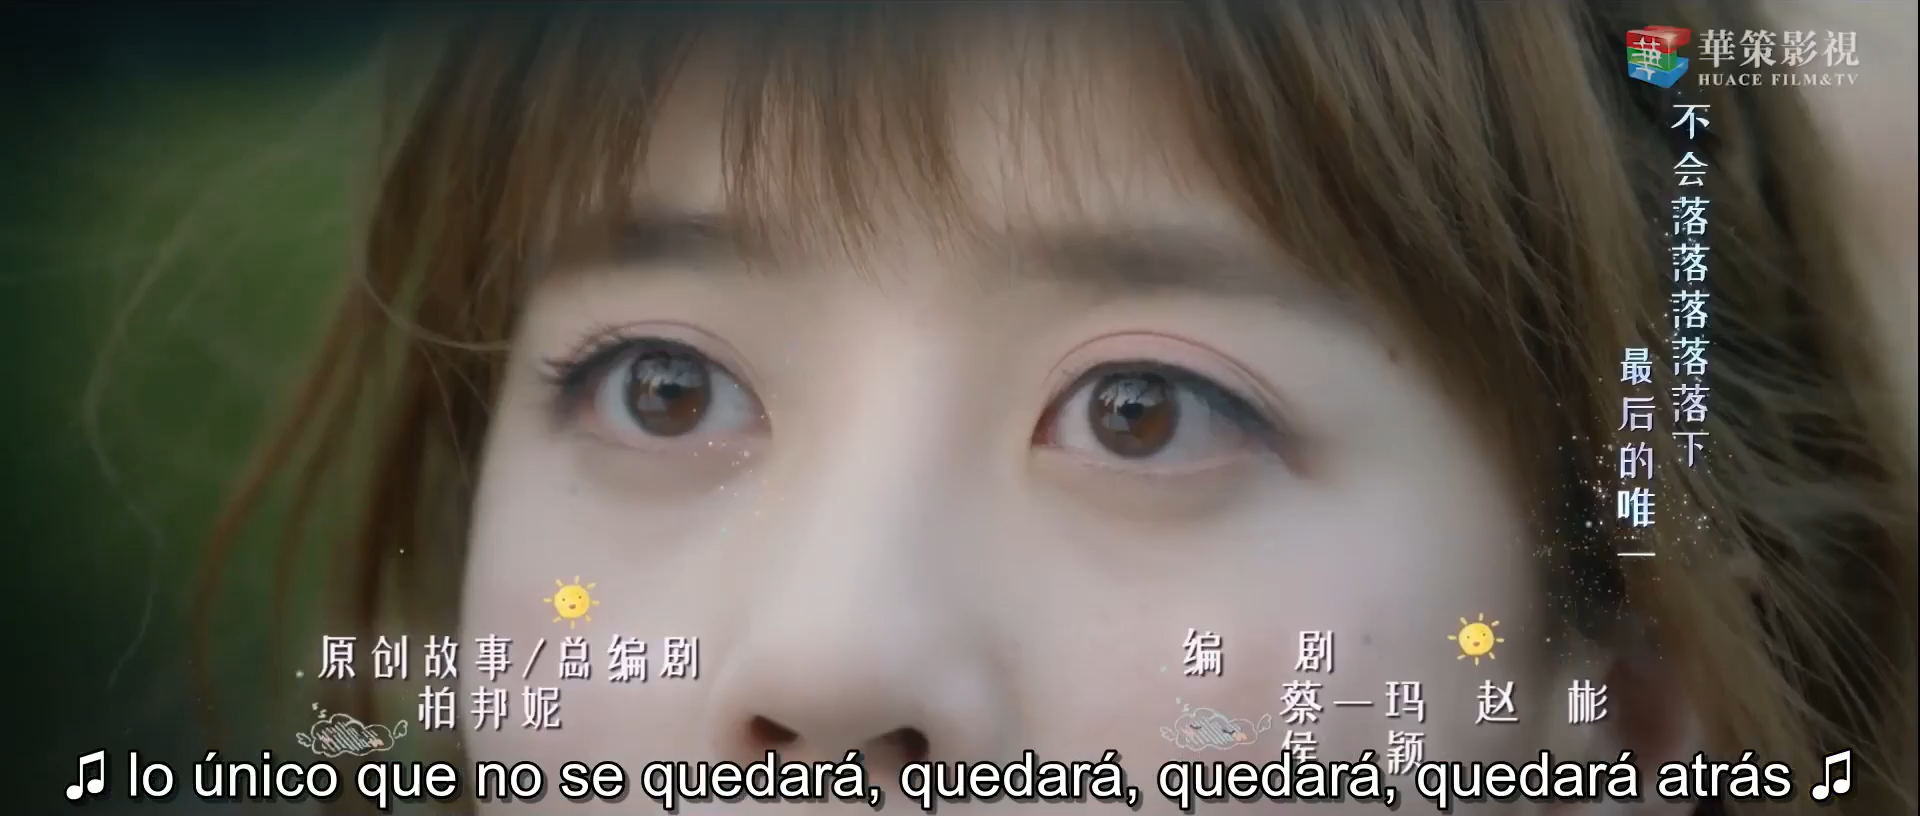 華策影視
HUACE FILM&TV
不会落落落落落下
最后的唯一
原创故事/总编剧
柏邦妮
编 剧
蔡一玛 赵 彬
侯 颖
♫ lo único que no se quedará, quedará, quedará, quedará atrás ♫